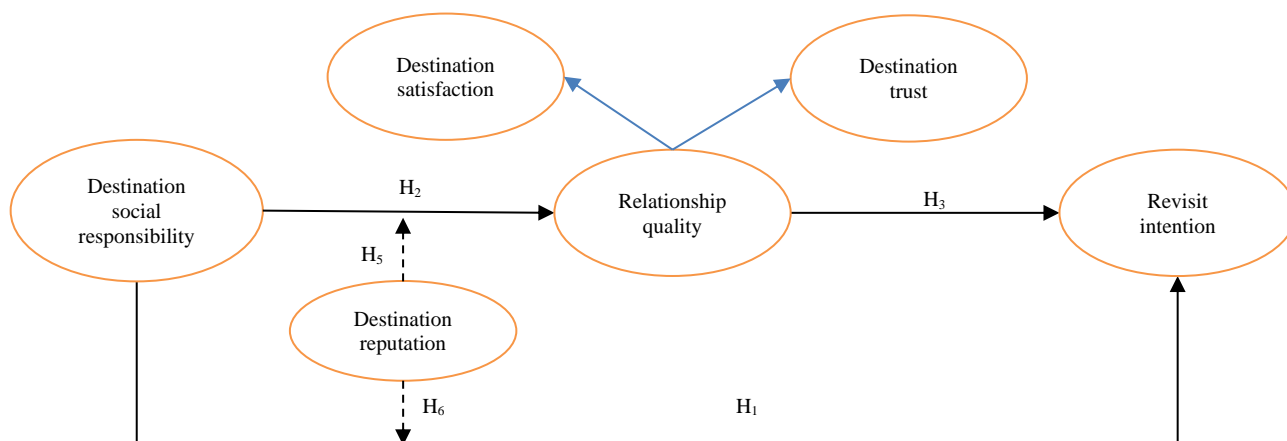 Destination
satisfaction
Destination
trust
Destination
social
responsibility
H₂
Relationship
quality
H₃
Revisit
intention
H₅
Destination
reputation
H₆
H₁